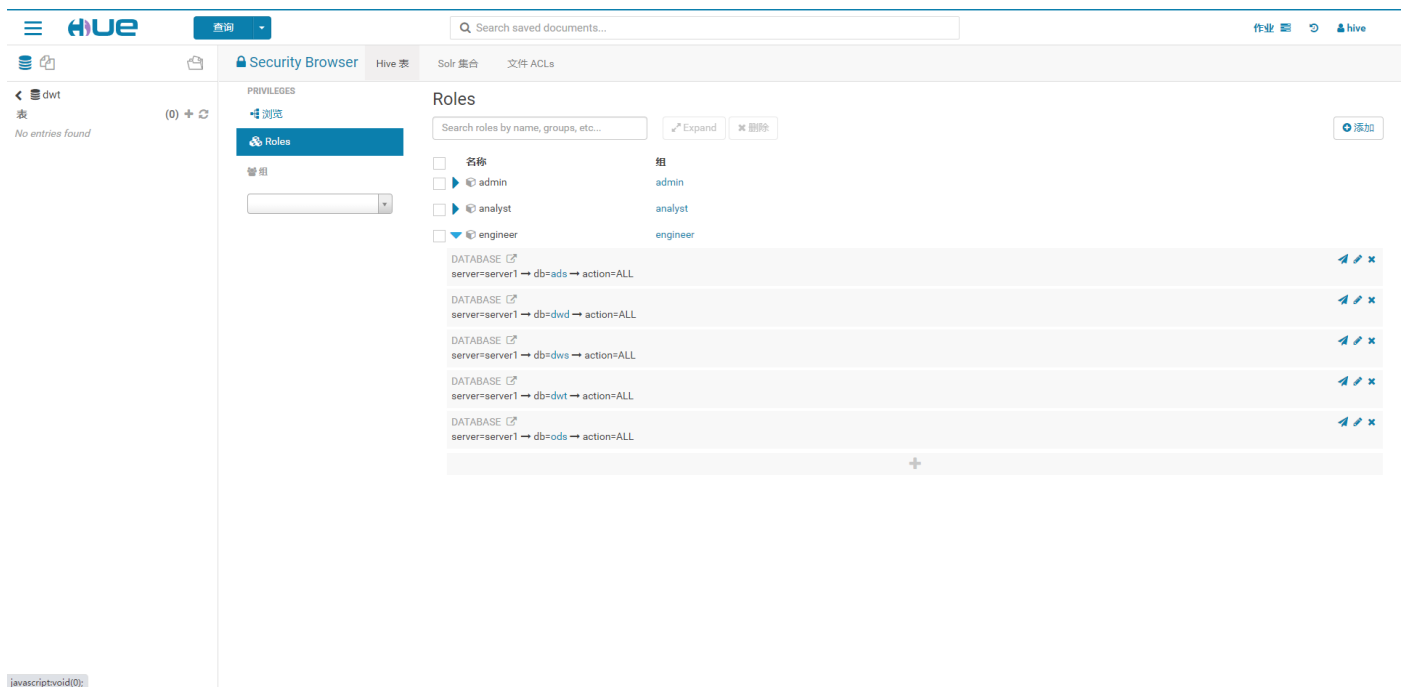 HUE
查询
Search saved documents...
作业
hive
Security Browser
Hive 表
Solr 集合
文件 ACLs
dwt
表
(0)
No entries found
PRIVILEGES
浏览
Roles
组
Roles
Search roles by name, groups, etc...
Expand
删除
添加
名称
组
admin
admin
analyst
analyst
engineer
engineer
DATABASE
server=server1 → db=ads → action=ALL
DATABASE
server=server1 → db=dwd → action=ALL
DATABASE
server=server1 → db=dws → action=ALL
DATABASE
server=server1 → db=dwt → action=ALL
DATABASE
server=server1 → db=ods → action=ALL
javascript:void(0);